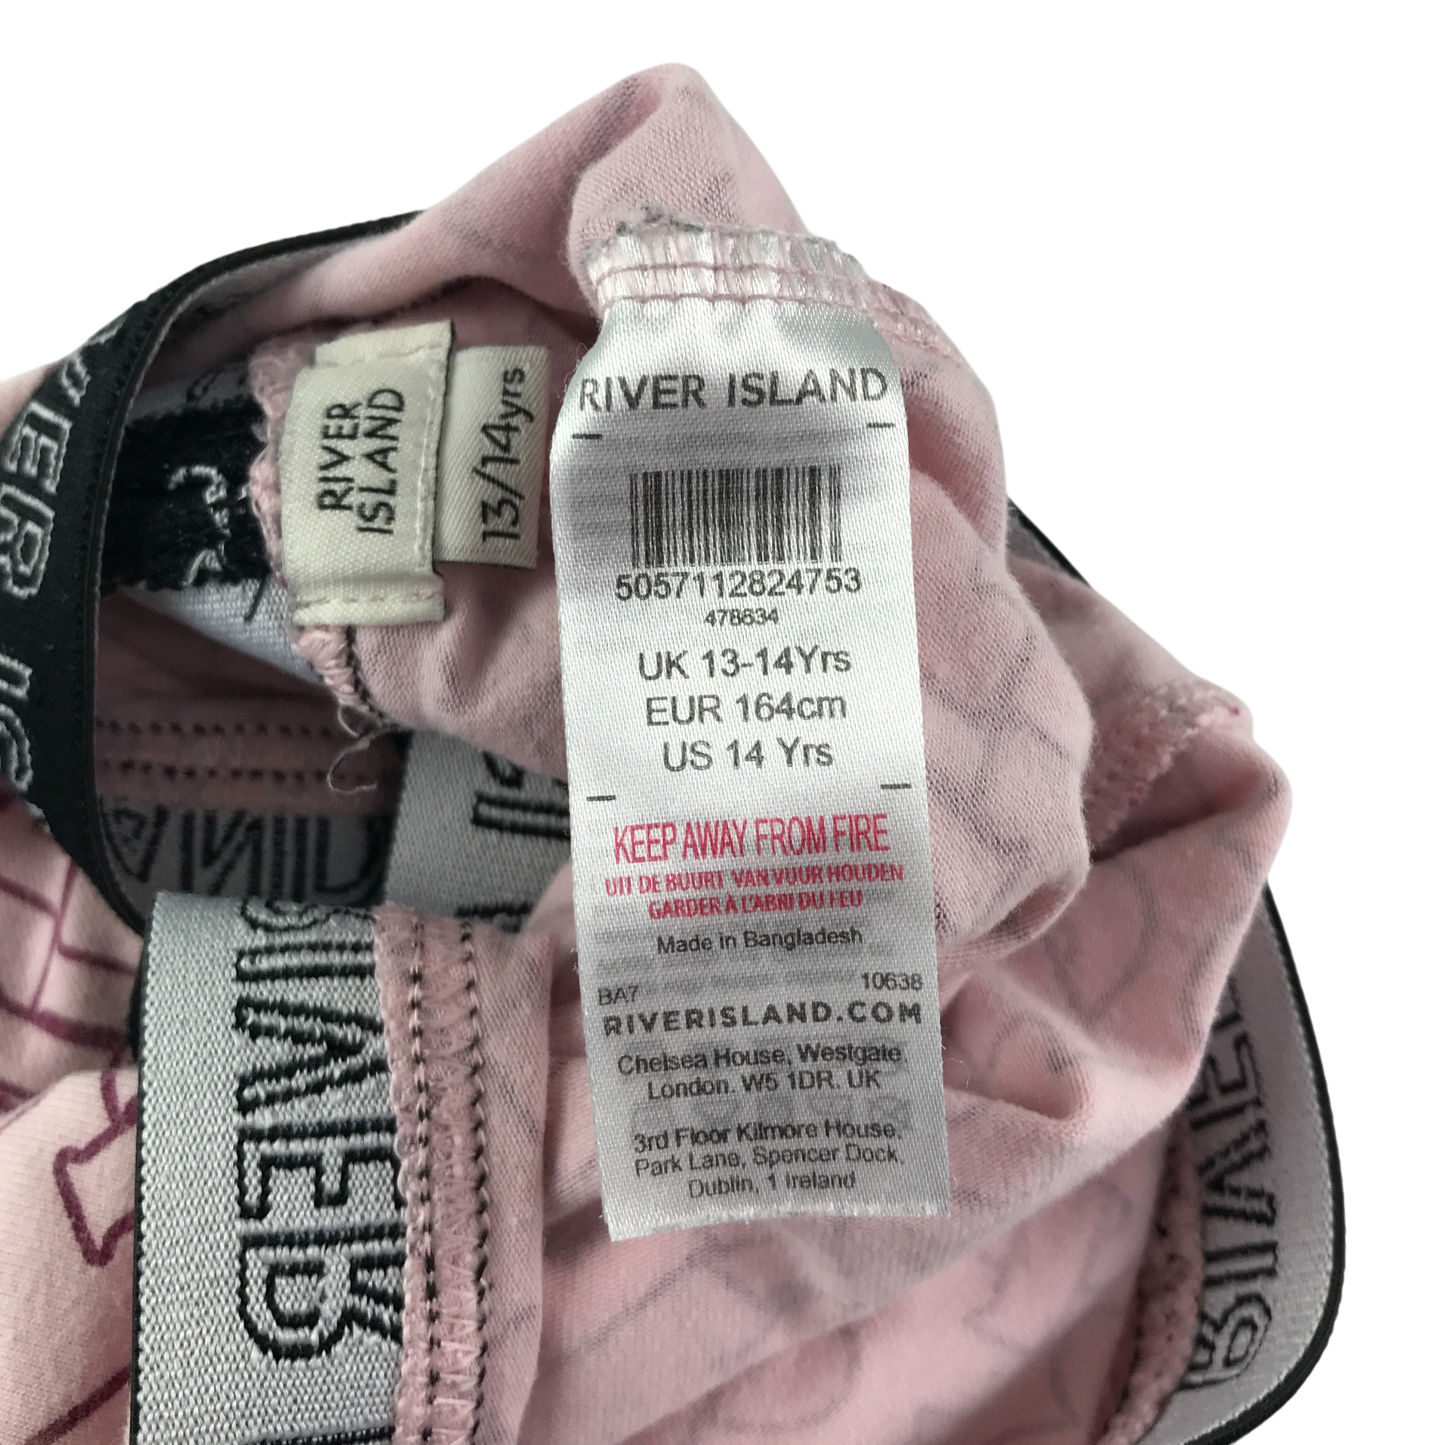 RIVER
ISLAND
13/14yrs
RIVER ISLAND
5057112824753
478634
UK 13-14Yrs
EUR 164cm
US 14 Yrs
KEEP AWAY FROM FIRE
UIT DE BUURT VAN VUUR HOUDEN
GARDER À L'ABRI DU FEU
Made in Bangladesh
BA7 10638
RIVERISLAND.COM
Chelsea House, Westgate,
London. W5 1DR. UK
3rd Floor Kilmore House,
Park Lane, Spencer Dock,
Dublin, 1 Ireland
RIVER